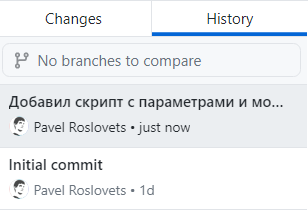 Changes
History
No branches to compare
Добавил скрипт с параметрами и мо...
Pavel Roslovets • just now
Initial commit
Pavel Roslovets • 1d